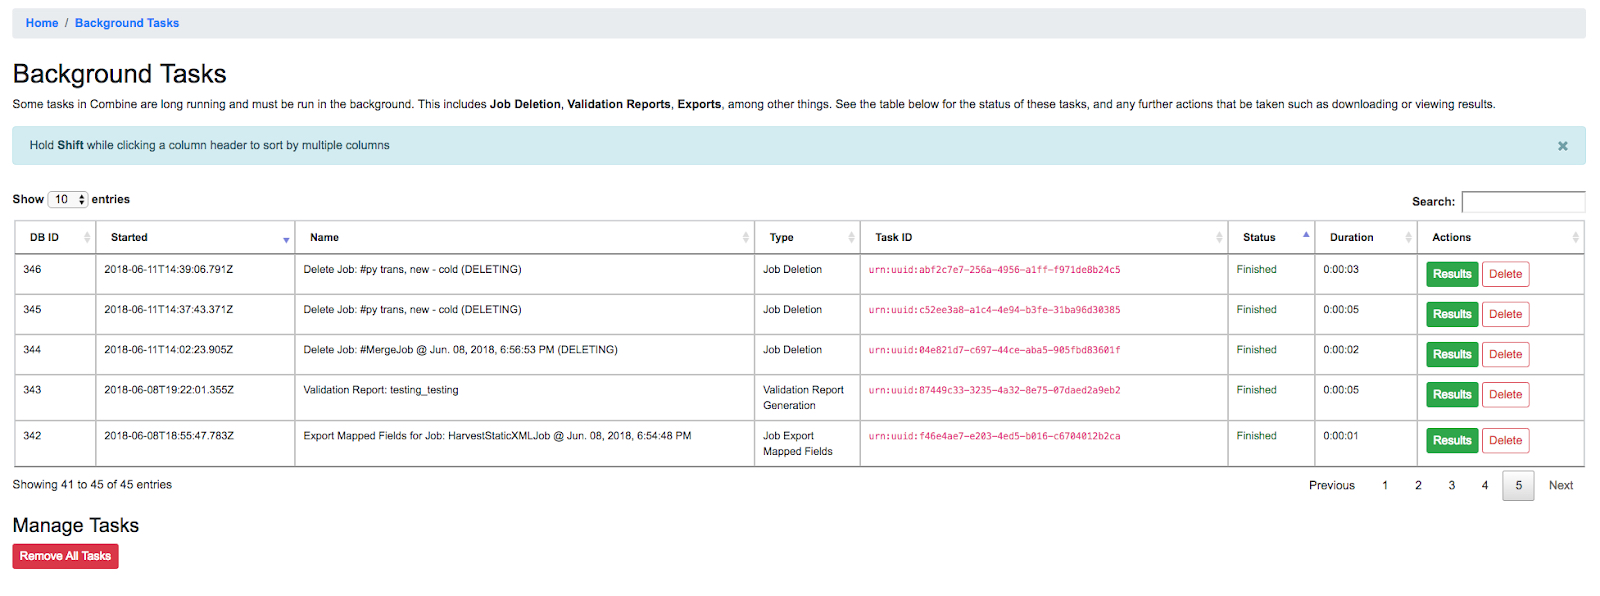 Home / Background Tasks
Background Tasks
Some tasks in Combine are long running and must be run in the background. This includes Job Deletion, Validation Reports, Exports, among other things. See the table below for the status of these tasks, and any further actions that be taken such as downloading or viewing results.
Hold Shift while clicking a column header to sort by multiple columns ×
Show 10 entries Search:
DB ID Started Name Type Task ID Status Duration Actions
346 2018-06-11T14:39:06.791Z Delete Job: #py trans, new - cold (DELETING) Job Deletion urn:uuid:abf2c7e7-256a-4956-a1ff-f971de8b24c5 Finished 0:00:03 Results Delete
345 2018-06-11T14:37:43.371Z Delete Job: #py trans, new - cold (DELETING) Job Deletion urn:uuid:c52ee3a8-a1c4-4e94-b3fe-31ba96d30385 Finished 0:00:05 Results Delete
344 2018-06-11T14:02:23.905Z Delete Job: #MergeJob @ Jun. 08, 2018, 6:56:53 PM (DELETING) Job Deletion urn:uuid:04e821d7-c697-44ce-aba5-905fbd83601f Finished 0:00:02 Results Delete
343 2018-06-08T19:22:01.355Z Validation Report: testing_testing Validation Report urn:uuid:87449c33-3235-4a32-8e75-07daed2a9eb2 Finished 0:00:05 Results Delete
Generation
342 2018-06-08T18:55:47.783Z Export Mapped Fields for Job: HarvestStaticXMLJob @ Jun. 08, 2018, 6:54:48 PM Job Export urn:uuid:f46e4ae7-e203-4ed5-b016-c6704012b2ca Finished 0:00:01 Results Delete
Mapped Fields
Showing 41 to 45 of 45 entries Previous 1 2 3 4 5 Next
Manage Tasks
Remove All Tasks